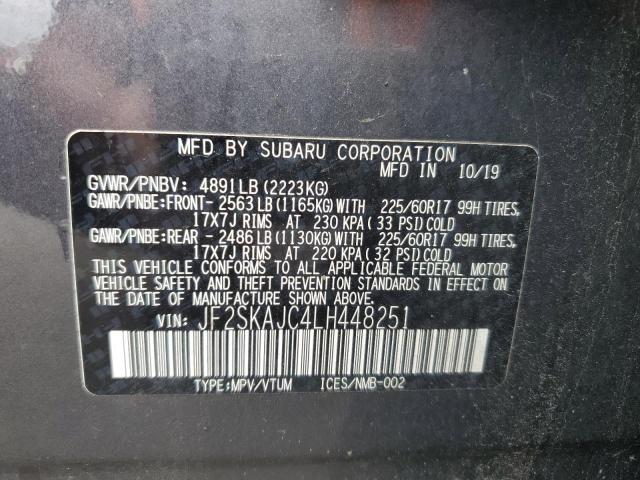 MFD BY SUBARU CORPORATION
MFD IN 10/19
GVWR/PNBV: 4891LB(2223KG)
GAWR/PNBE:FRONT- 2563LB(1165KG)WITH 225/60R17 99H TIRES,
17X7J RIMS AT 230 KPA( 33 PSI)COLD
GAWR/PNBE:REAR - 2486LB(1130KG)WITH 225/60R17 99H TIRES,
17X7J RIMS AT 220 KPA( 32 PSI)COLD
THIS VEHICLE CONFORMS TO ALL APPLICABLE FEDERAL MOTOR
VEHICLE SAFETY AND THEFT PREVENTION STANDARDS IN EFFECT
ON THE DATE OF MANUFACTURE SHOWN ABOVE.
VIN: JF2SKAJC4LH448251
TYPE:MPV/VTUM ICES/NMB-002